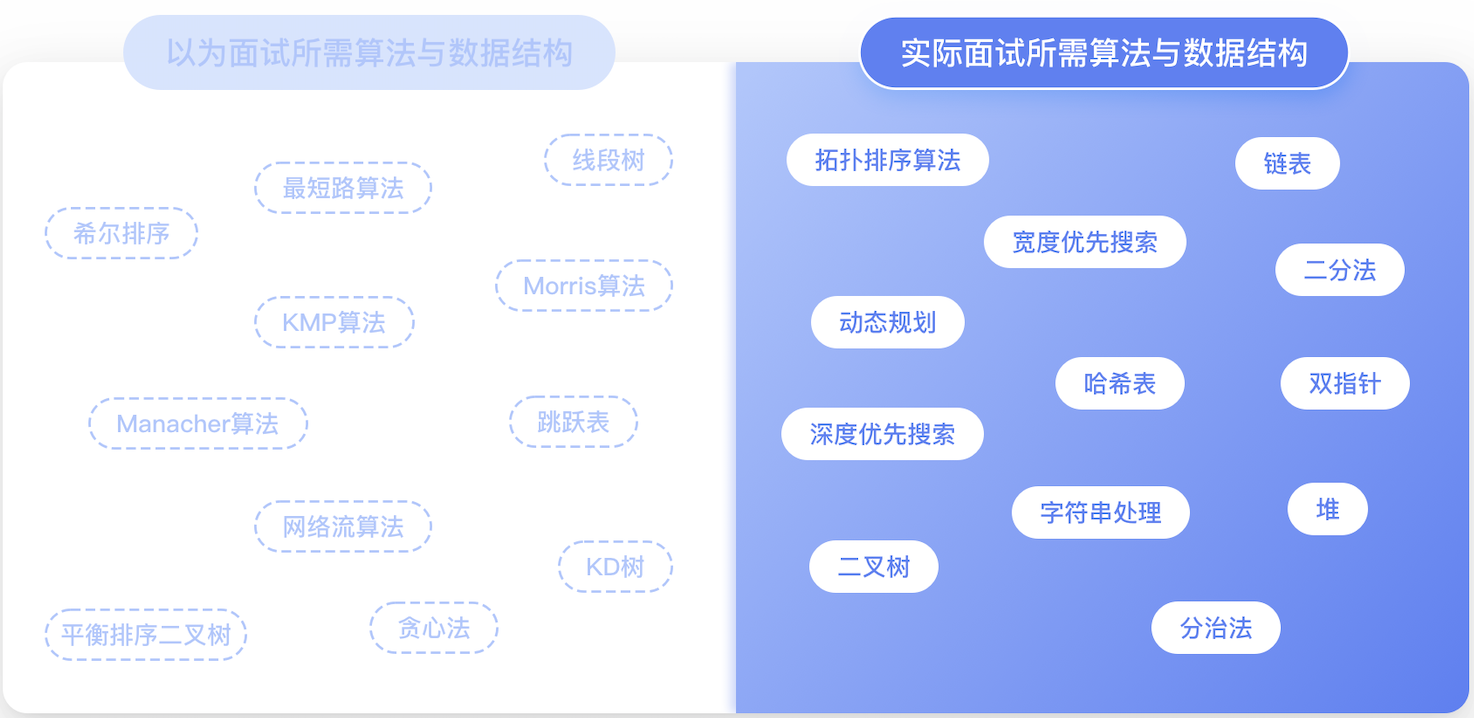 以为面试所需算法与数据结构
线段树
最短路算法
希尔排序
Morris算法
KMP算法
Manacher算法
跳跃表
网络流算法
KD树
贪心法
平衡排序二叉树
实际面试所需算法与数据结构
拓扑排序算法
链表
宽度优先搜索
二分法
动态规划
哈希表
双指针
深度优先搜索
字符串处理
堆
二叉树
分治法